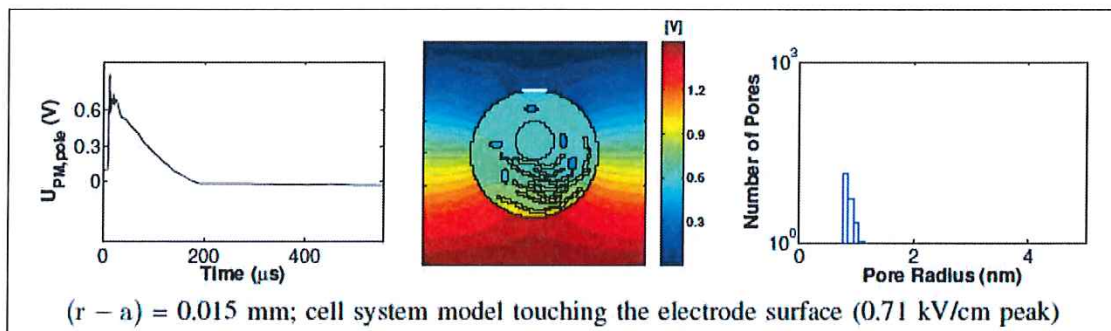 U_PM,pole (V)
0.6
0.3
0
0
200
400
Time (μs)
[V]
1.2
0.9
0.6
0.3
Number of Pores
10³
10⁰
0
2
4
Pore Radius (nm)
(r − a) = 0.015 mm; cell system model touching the electrode surface (0.71 kV/cm peak)